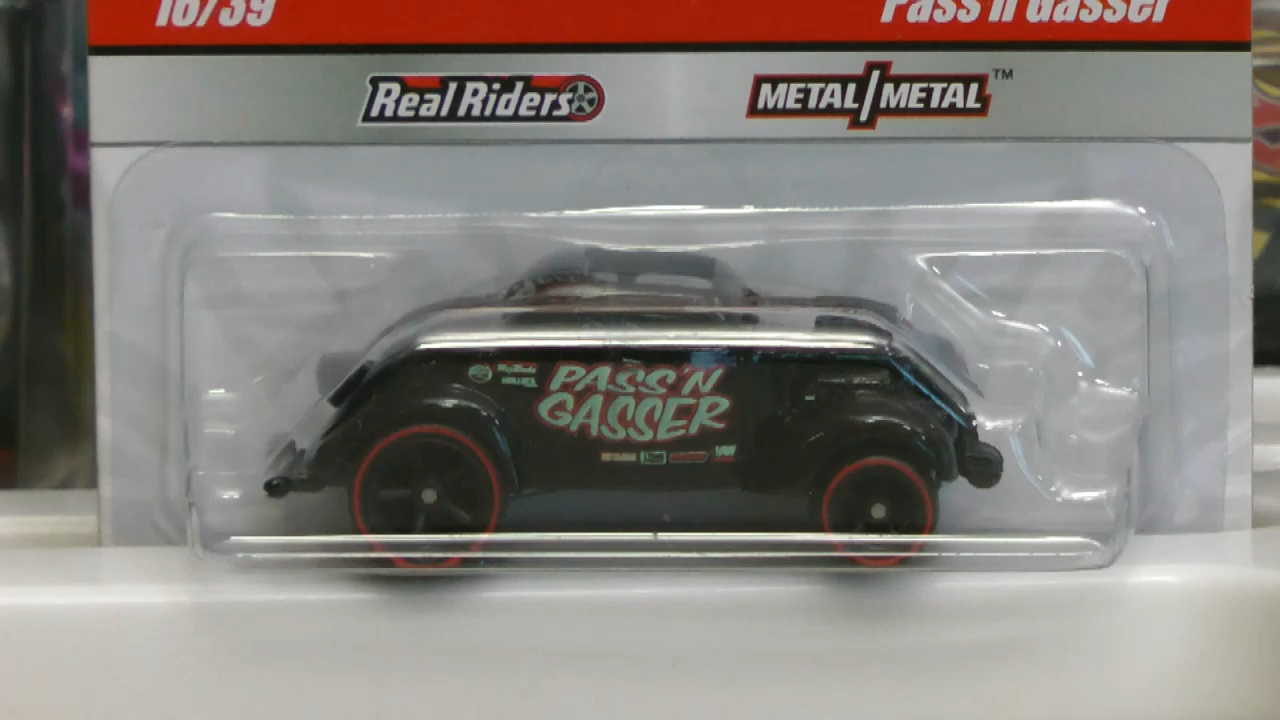 16/39
Pass'n Gasser
Real Riders
METAL/METAL™
PASS'N
GASSER